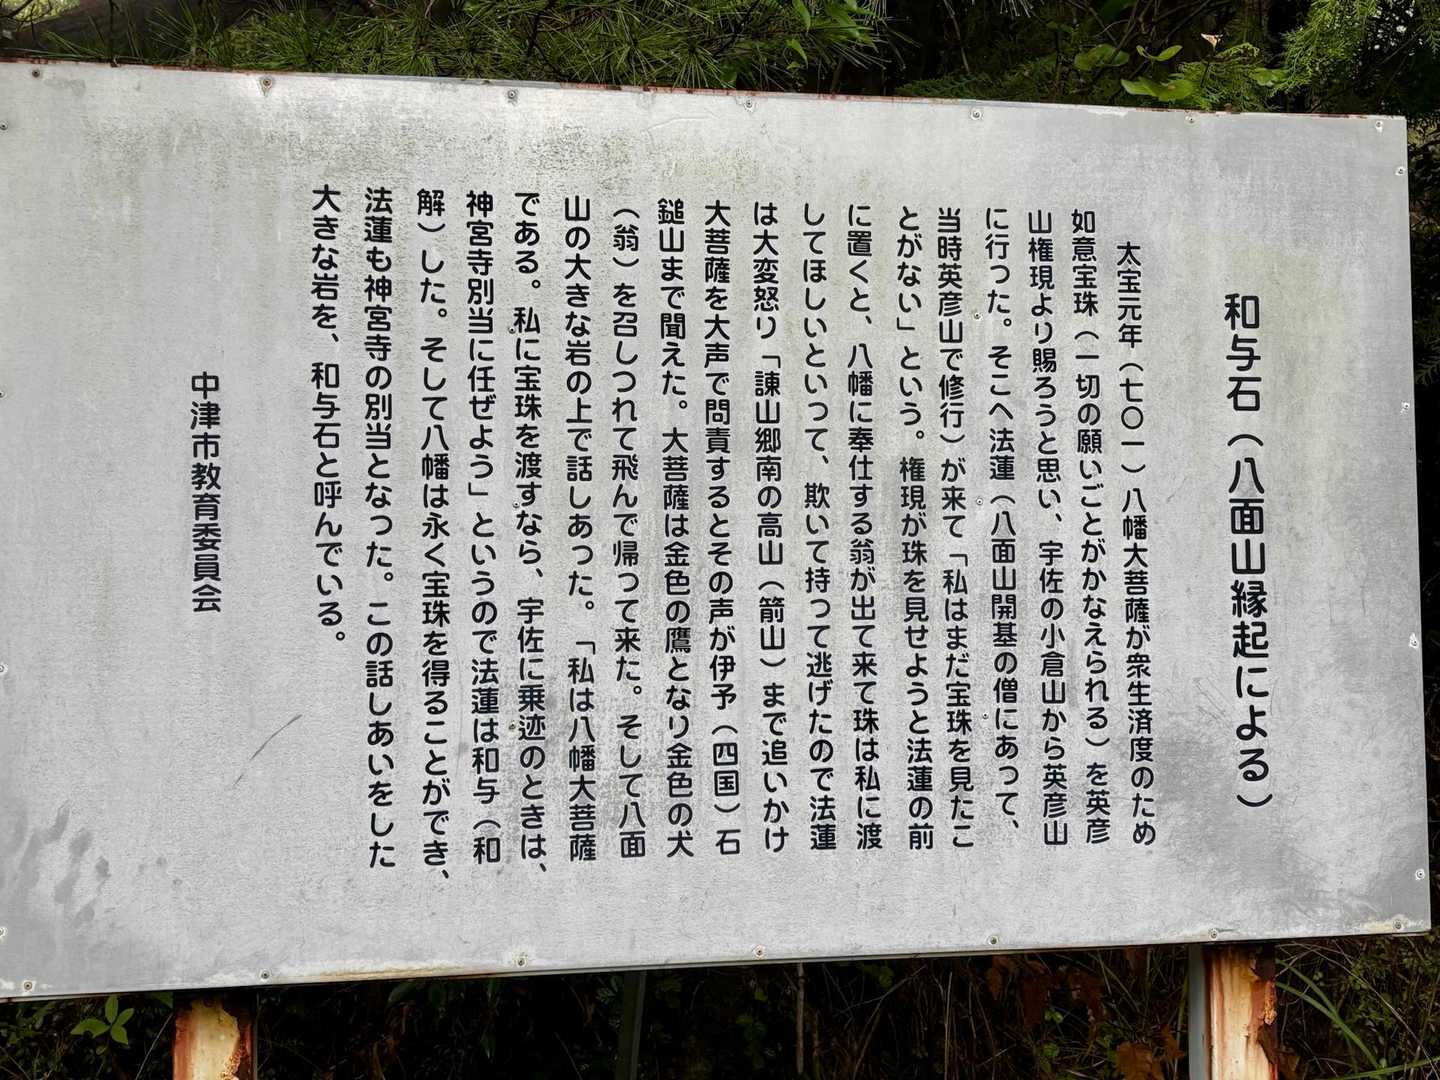 和与石（八面山縁起による）
太宝元年（七〇一）八幡大菩薩が衆生済度のため
如意宝珠（一切の願いごとがかなえられる）を英彦
山権現より賜ろうと思い、宇佐の小倉山から英彦山
に行った。そこへ法蓮（八面山開基の僧にあって、
当時英彦山で修行）が来て「私はまだ宝珠を見たこ
とがない」という。権現が珠を見せようと法蓮の前
に置くと、八幡に奉仕する翁が出て来て珠は私に渡
してほしいといって、欺いて持つて逃げたので法蓮
は大変怒り「諌山郷南の高山（箭山）まで追いかけ
大菩薩を大声で問責するとその声が伊予（四国）石
鎚山まで聞えた。大菩薩は金色の鷹となり金色の犬
（翁）を召しつれて飛んで帰って来た。そして八面
山の大きな岩の上で話しあった。「私は八幡大菩薩
である。私に宝珠を渡すなら、宇佐に乗迹のときは、
神宮寺別当に任ぜよう」というので法蓮は和与（和
解）した。そして八幡は永く宝珠を得ることができ、
法蓮も神宮寺の別当となった。この話しあいをした
大きな岩を、和与石と呼んでいる。
中津市教育委員会